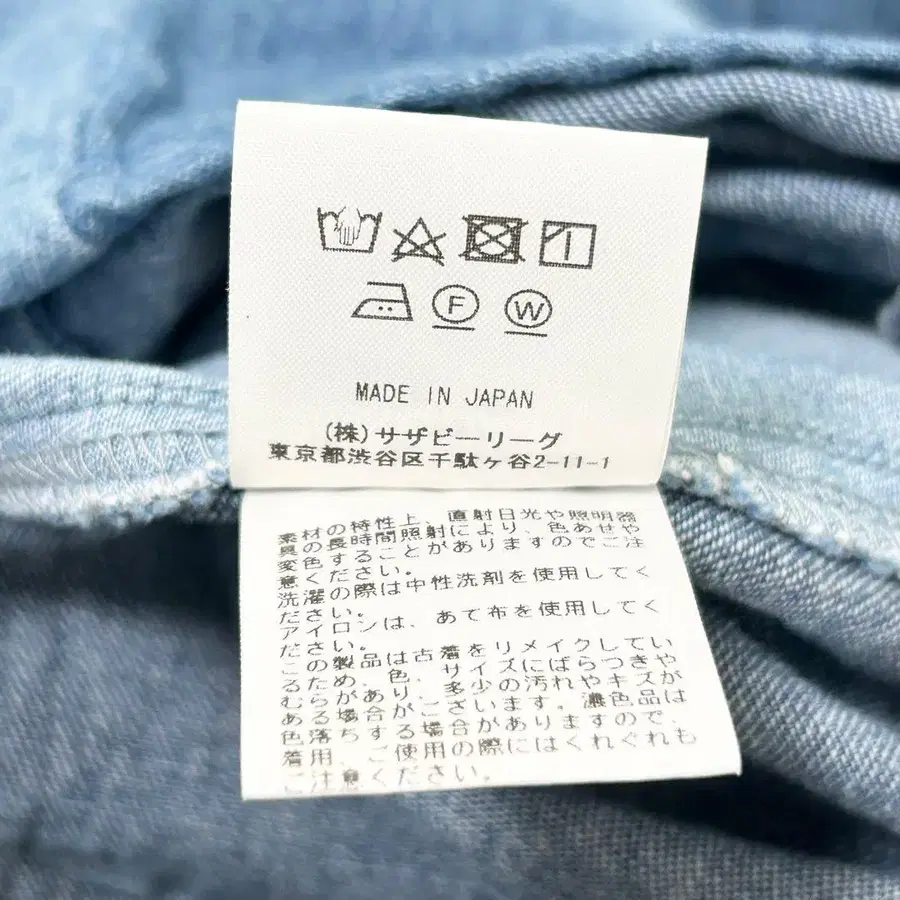 F W
MADE IN JAPAN
(株)サザビーリーグ
東京都渋谷区千駄ヶ谷2-11-1
素材の特性上、直射日光や照明器
具の長時間照射により、色あせや
変色することがありますのでご注
意ください。
洗濯の際は中性洗剤を使用してく
ださい。
アイロンは、あて布を使用してく
ださい。
この製品は古着をリメイクしてい
るため、色、サイズにばらつきや
むらがあり、多少の汚れやキズが
ある場合がございます。濃色品は
色落ちする場合がありますので、
着用、ご使用の際にはくれぐれも
ご注意ください。